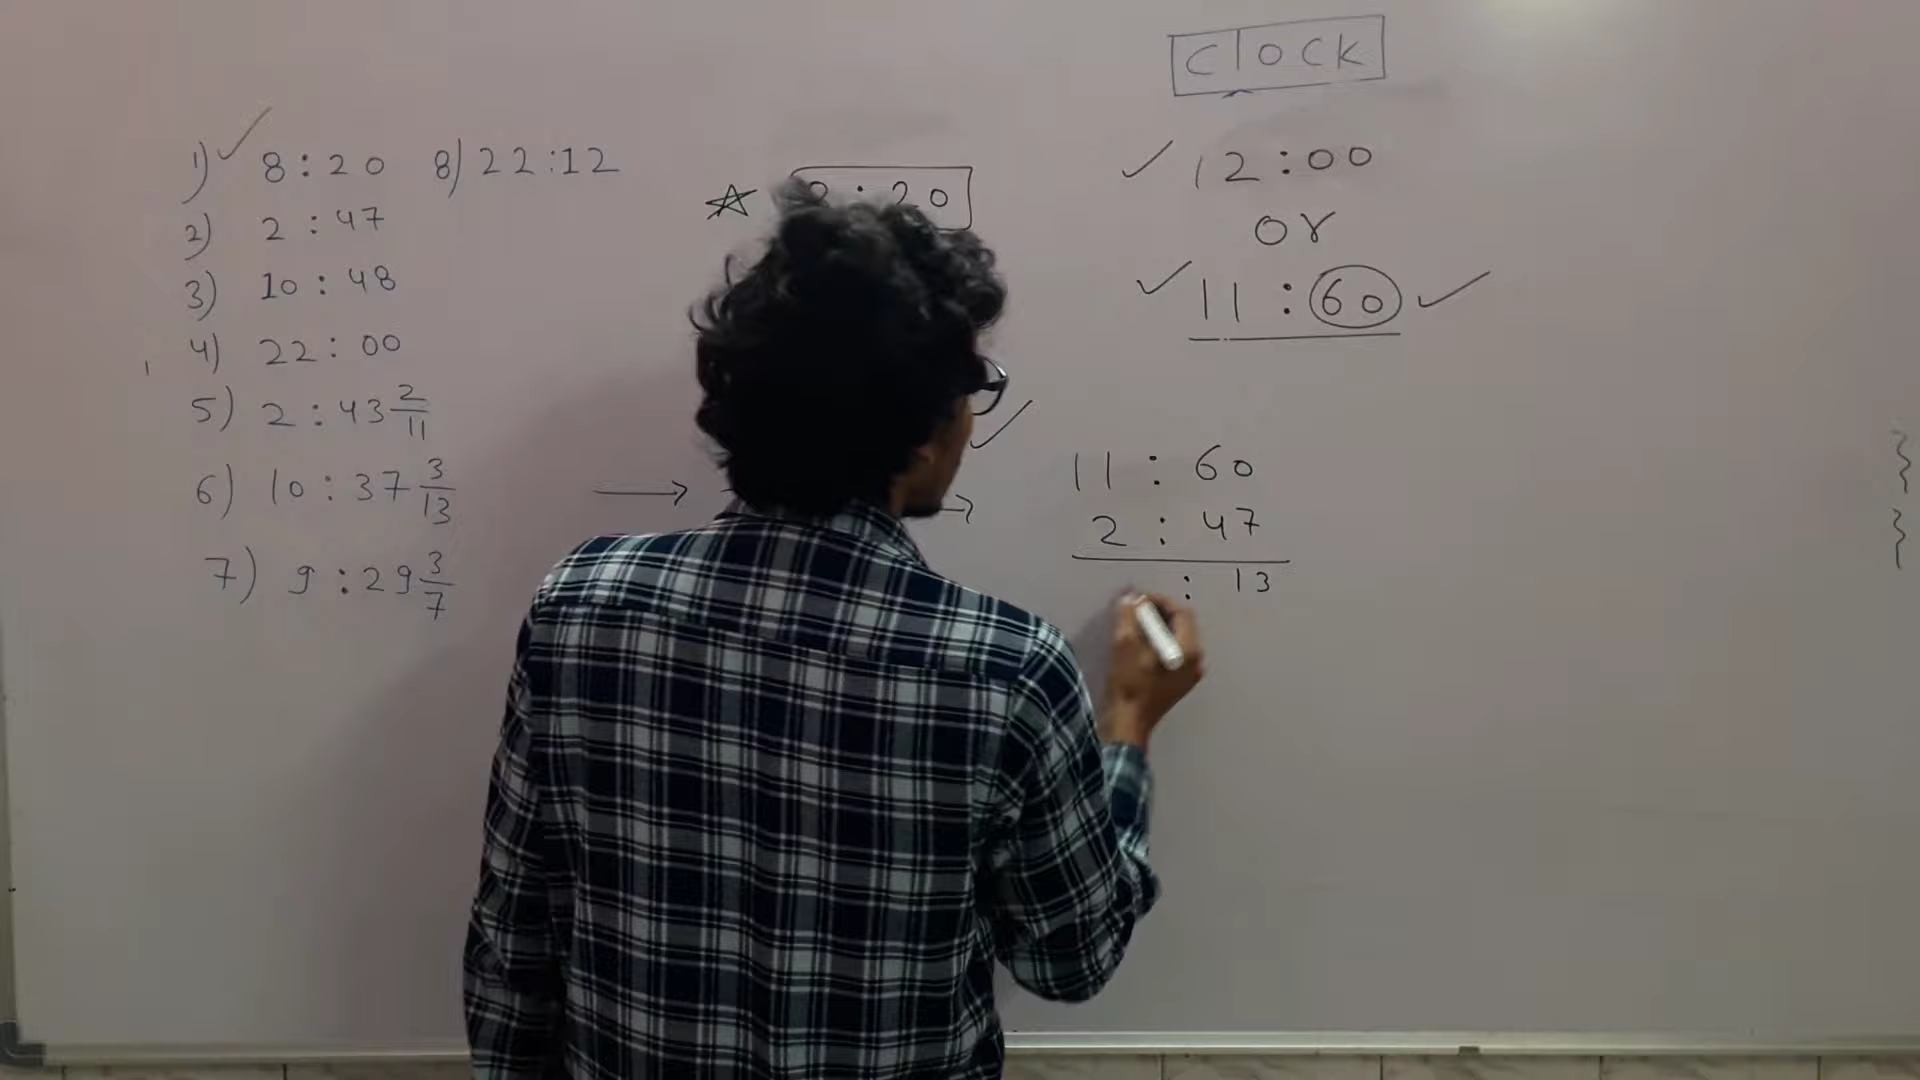 CLOCK
1) 8:20 8) 22:12
2) 2:47
3) 10:48
4) 22:00
5) 2:43 2/11
6) 10:37 3/13
7) 9:29 3/7
: 20
12:00
or
11:60
11:60
2:47
: 13